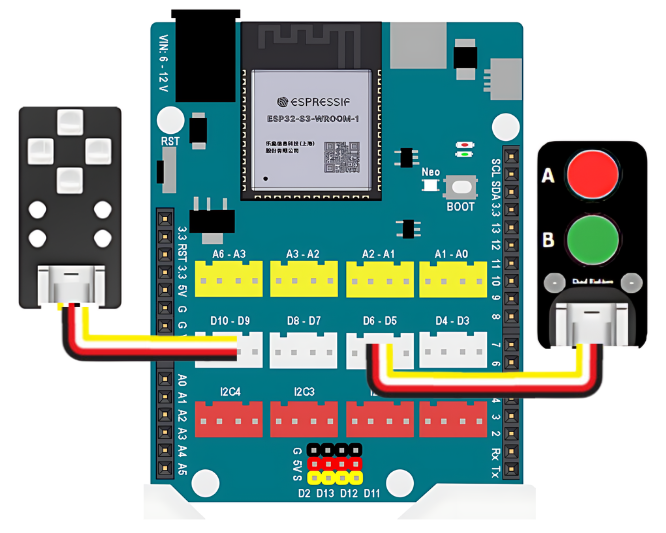 VIN: 6 - 12 V
ESPRESSIF
ESP32-S3-WROOM-1
乐鑫信息科技(上海)
股份有限公司
RST
Neo
BOOT
SCL
SDA
3.3
13
12
11
10
9
8
7
6
4
3
2
Rx
Tx
A
B
3.3
RST
3.3
5V
G
G
A0
A1
A2
A3
A4
A5
A6 - A3
A3 - A2
A2 - A1
A1 - A0
D10 - D9
D8 - D7
D6 - D5
D4 - D3
I2C4
I2C3
G
5V
S
D2 D13 D12 D11